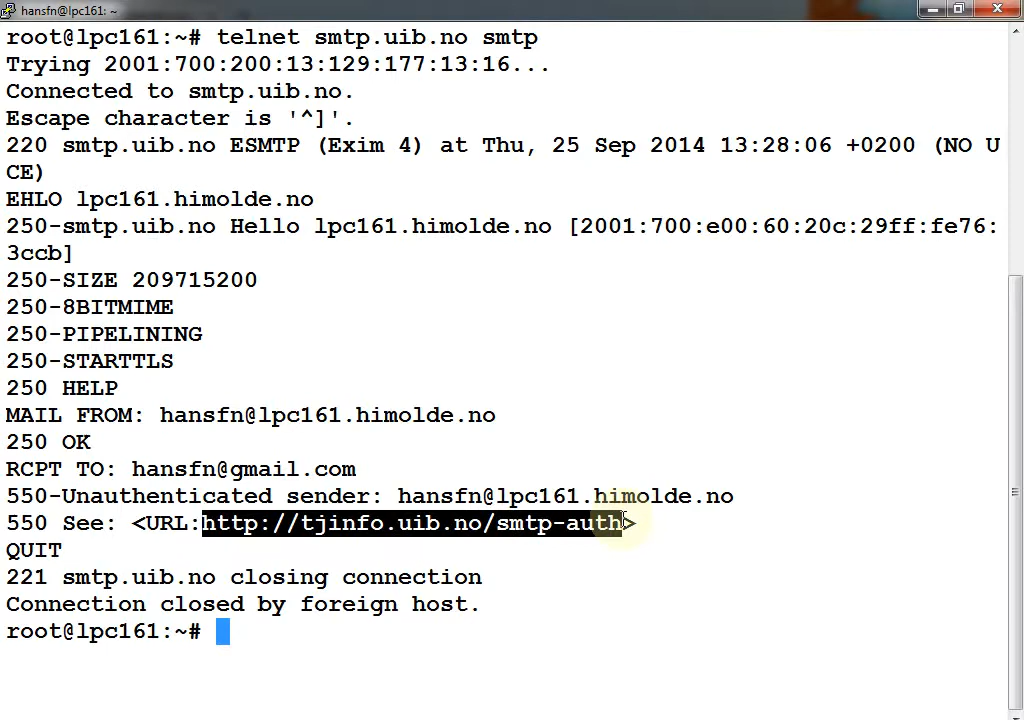 hansfn@lpc161: ~
root@lpc161:~# telnet smtp.uib.no smtp
Trying 2001:700:200:13:129:177:13:16...
Connected to smtp.uib.no.
Escape character is '^]'.
220 smtp.uib.no ESMTP (Exim 4) at Thu, 25 Sep 2014 13:28:06 +0200 (NO U
CE)
EHLO lpc161.himolde.no
250-smtp.uib.no Hello lpc161.himolde.no [2001:700:e00:60:20c:29ff:fe76:
3ccb]
250-SIZE 209715200
250-8BITMIME
250-PIPELINING
250-STARTTLS
250 HELP
MAIL FROM: hansfn@lpc161.himolde.no
250 OK
RCPT TO: hansfn@gmail.com
550-Unauthenticated sender: hansfn@lpc161.himolde.no
550 See: <URL:http://tjinfo.uib.no/smtp-auth>
QUIT
221 smtp.uib.no closing connection
Connection closed by foreign host.
root@lpc161:~#